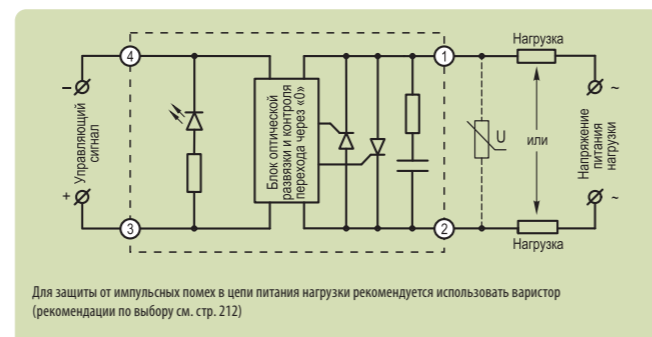 Нагрузка
4
1
–
~
Управляющий
сигнал
Блок оптической
развязки и контроля
перехода через «0»
U
или
Напряжение
питания
нагрузки
+
~
3
2
Нагрузка
Для защиты от импульсных помех в цепи питания нагрузки рекомендуется использовать варистор
(рекомендации по выбору см. стр. 212)